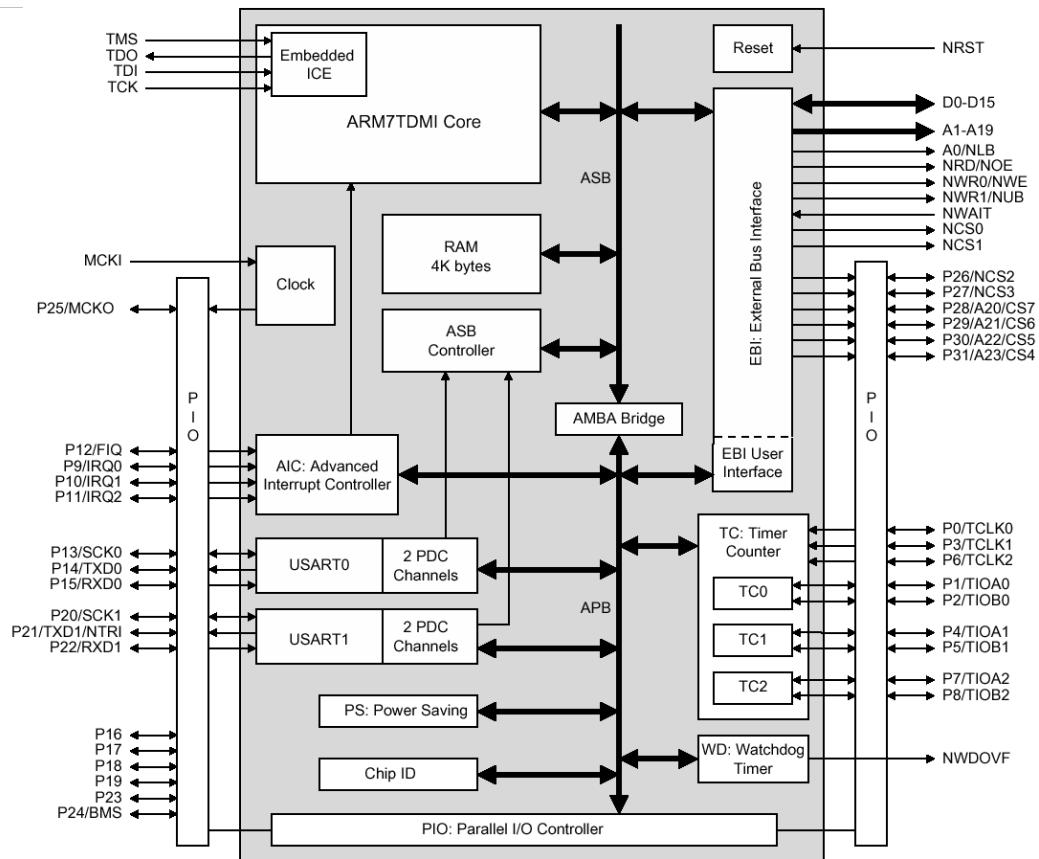 TMS
TDO
TDI
TCK
Embedded
ICE
ARM7TDMI Core
Reset
NRST
D0-D15
A1-A19
A0/NLB
NRD/NOE
NWR0/NWE
NWR1/NUB
NWAIT
NCS0
NCS1
ASB
EBI: External Bus Interface
RAM
4K bytes
MCKI
Clock
P25/MCKO
ASB
Controller
P26/NCS2
P27/NCS3
P28/A20/CS7
P29/A21/CS6
P30/A22/CS5
P31/A23/CS4
P
I
O
P
I
O
AMBA Bridge
EBI User
Interface
P12/FIQ
P9/IRQ0
P10/IRQ1
P11/IRQ2
AIC: Advanced
Interrupt Controller
P13/SCK0
P14/TXD0
P15/RXD0
USART0
2 PDC
Channels
TC: Timer
Counter
P0/TCLK0
P3/TCLK1
P6/TCLK2
TC0
P1/TIOA0
P2/TIOB0
APB
P20/SCK1
P21/TXD1/NTRI
P22/RXD1
USART1
2 PDC
Channels
TC1
P4/TIOA1
P5/TIOB1
TC2
P7/TIOA2
P8/TIOB2
PS: Power Saving
P16
P17
P18
P19
P23
P24/BMS
Chip ID
WD: Watchdog
Timer
NWDOVF
PIO: Parallel I/O Controller